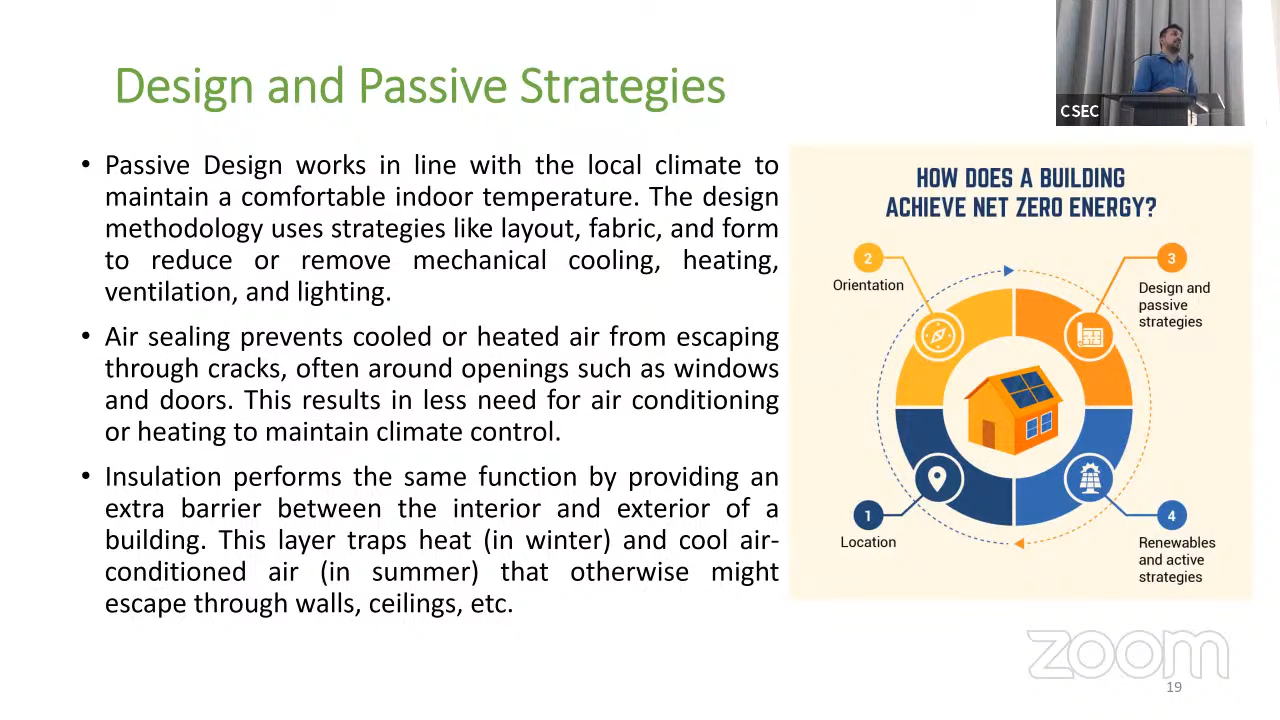 Design and Passive Strategies
CSEC
• Passive Design works in line with the local climate to
maintain a comfortable indoor temperature. The design
methodology uses strategies like layout, fabric, and form
to reduce or remove mechanical cooling, heating,
ventilation, and lighting.
• Air sealing prevents cooled or heated air from escaping
through cracks, often around openings such as windows
and doors. This results in less need for air conditioning
or heating to maintain climate control.
• Insulation performs the same function by providing an
extra barrier between the interior and exterior of a
building. This layer traps heat (in winter) and cool air-
conditioned air (in summer) that otherwise might
escape through walls, ceilings, etc.
HOW DOES A BUILDING
ACHIEVE NET ZERO ENERGY?
2
Orientation
3
Design and
passive
strategies
1
Location
4
Renewables
and active
strategies
zoom
19